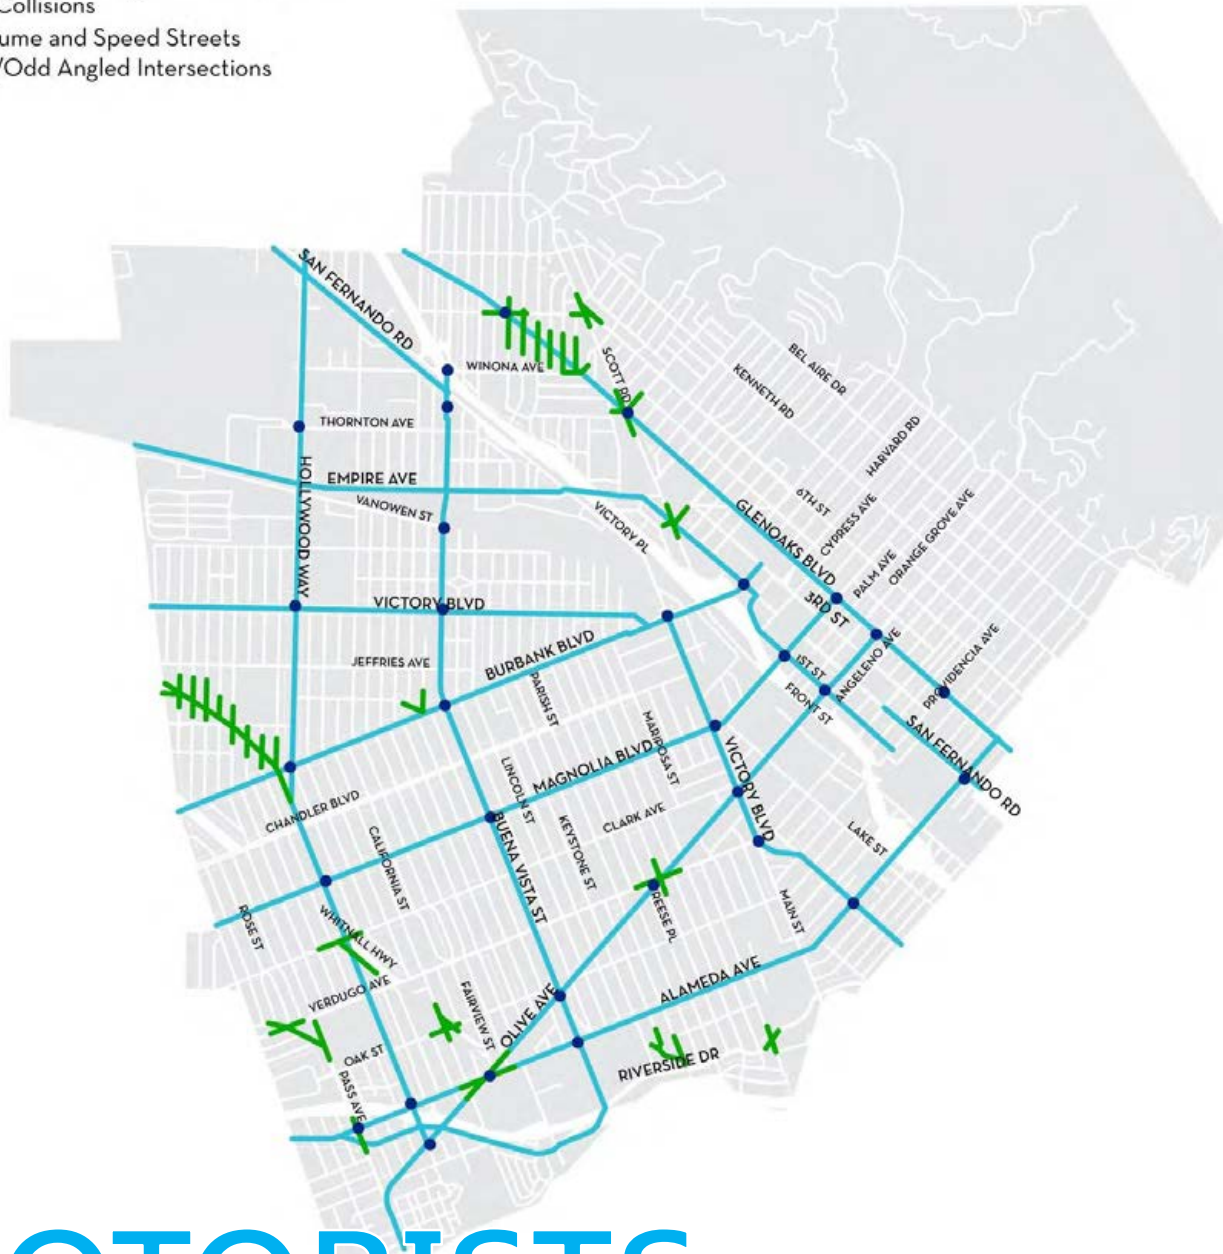 Collisions
ume and Speed Streets
/Odd Angled Intersections
SAN FERNANDO RD
WINONA AVE
SCOTT RD
BEL AIRE DR
KENNETH RD
THORNTON AVE
HARVARD RD
HOLLYWOOD WAY
EMPIRE AVE
VANOWEN ST
VICTORY PL
6TH ST
CYPRESS AVE
GLENOAKS BLVD
ORANGE GROVE AVE
PALM AVE
3RD ST
VICTORY BLVD
JEFFRIES AVE
BURBANK BLVD
1ST ST
ANGELENO AVE
PROVIDENCIA AVE
FRONT ST
PARISH ST
MARIPOSA ST
SAN FERNANDO RD
MAGNOLIA BLVD
VICTORY BLVD
LINCOLN ST
CHANDLER BLVD
KEYSTONE ST
CLARK AVE
LAKE ST
CALIFORNIA ST
BUENA VISTA ST
REESE PL
MAIN ST
ROSE ST
WHITNALL HWY
VERDUGO AVE
FAIRVIEW ST
OLIVE AVE
ALAMEDA AVE
OAK ST
RIVERSIDE DR
PASS AVE
OTORISTS